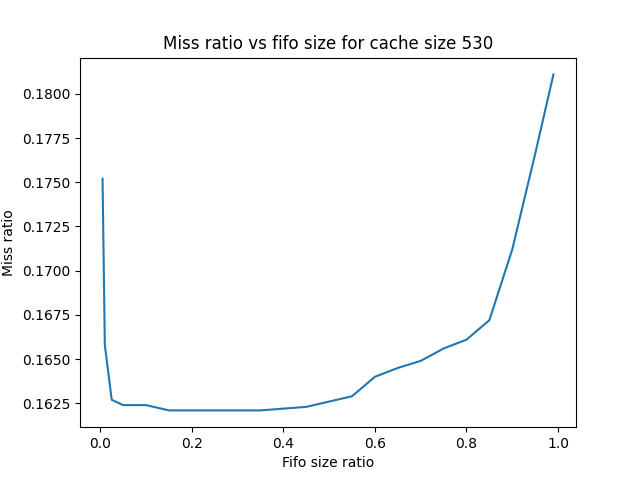 Miss ratio vs fifo size for cache size 530
0.1800
0.1775
0.1750
0.1725
0.1700
0.1675
0.1650
0.1625
Miss ratio
0.0 0.2 0.4 0.6 0.8 1.0
Fifo size ratio